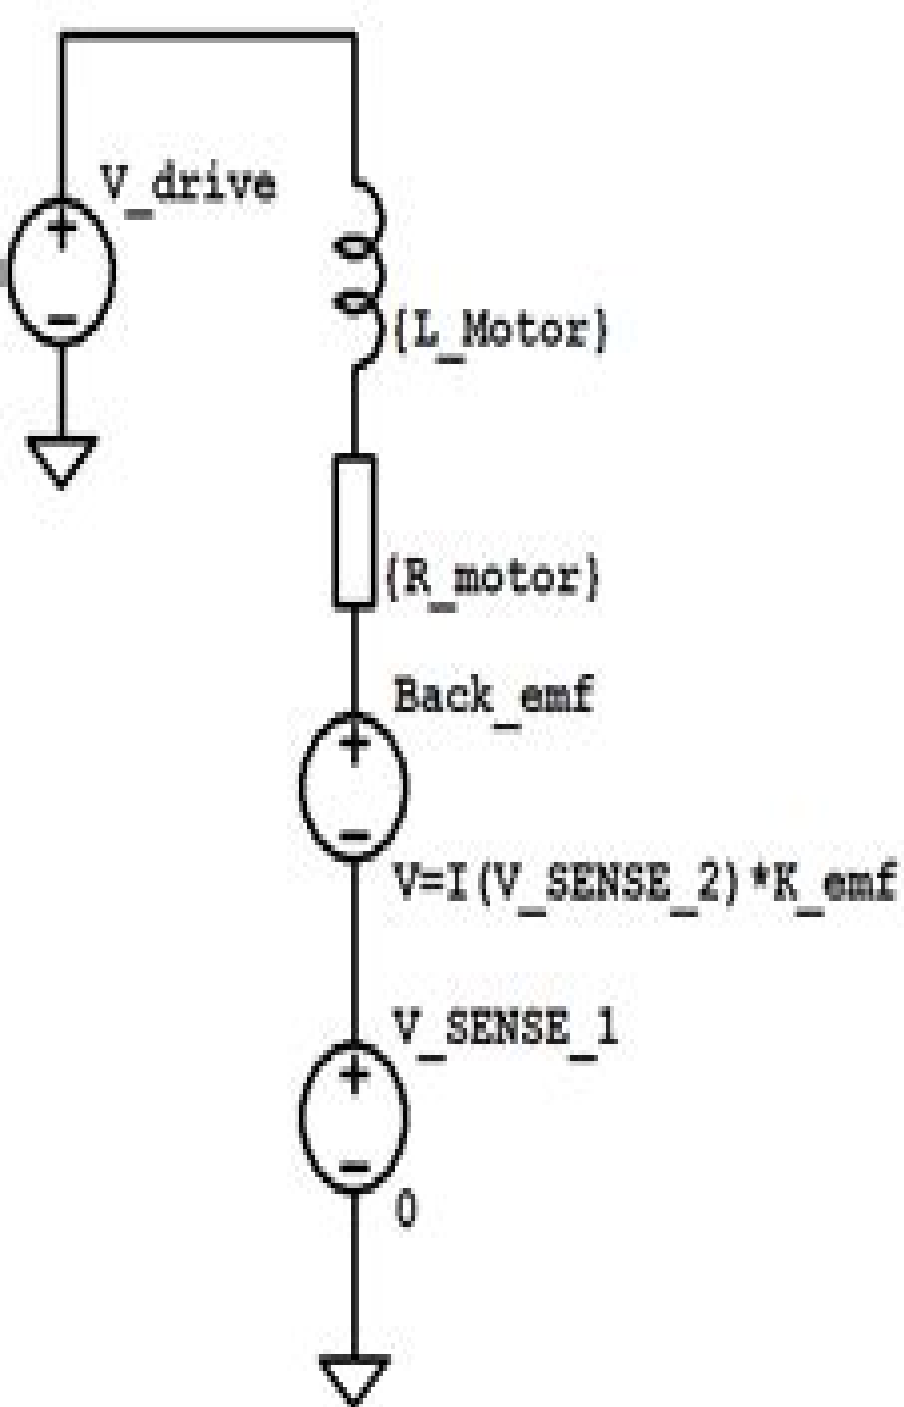 V_drive
{L_Motor}
{R_motor}
Back_emf
V=I(V_SENSE_2)*K_emf
V_SENSE_1
0